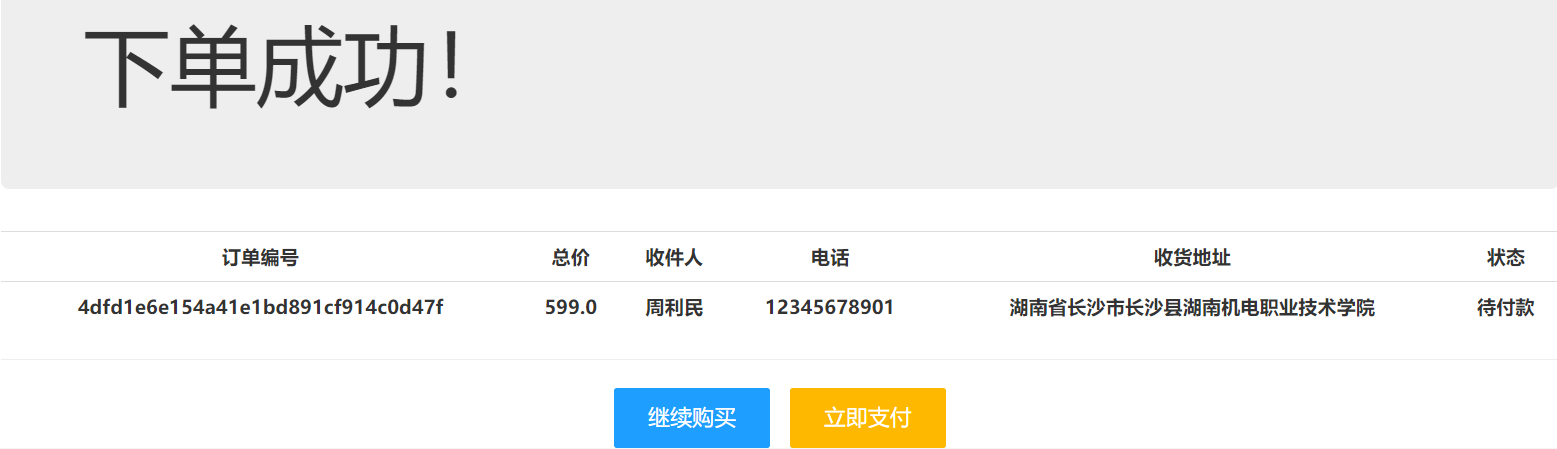 下单成功！
订单编号 总价 收件人 电话 收货地址 状态
4dfd1e6e154a41e1bd891cf914c0d47f 599.0 周利民 12345678901 湖南省长沙市长沙县湖南机电职业技术学院 待付款
继续购买 立即支付